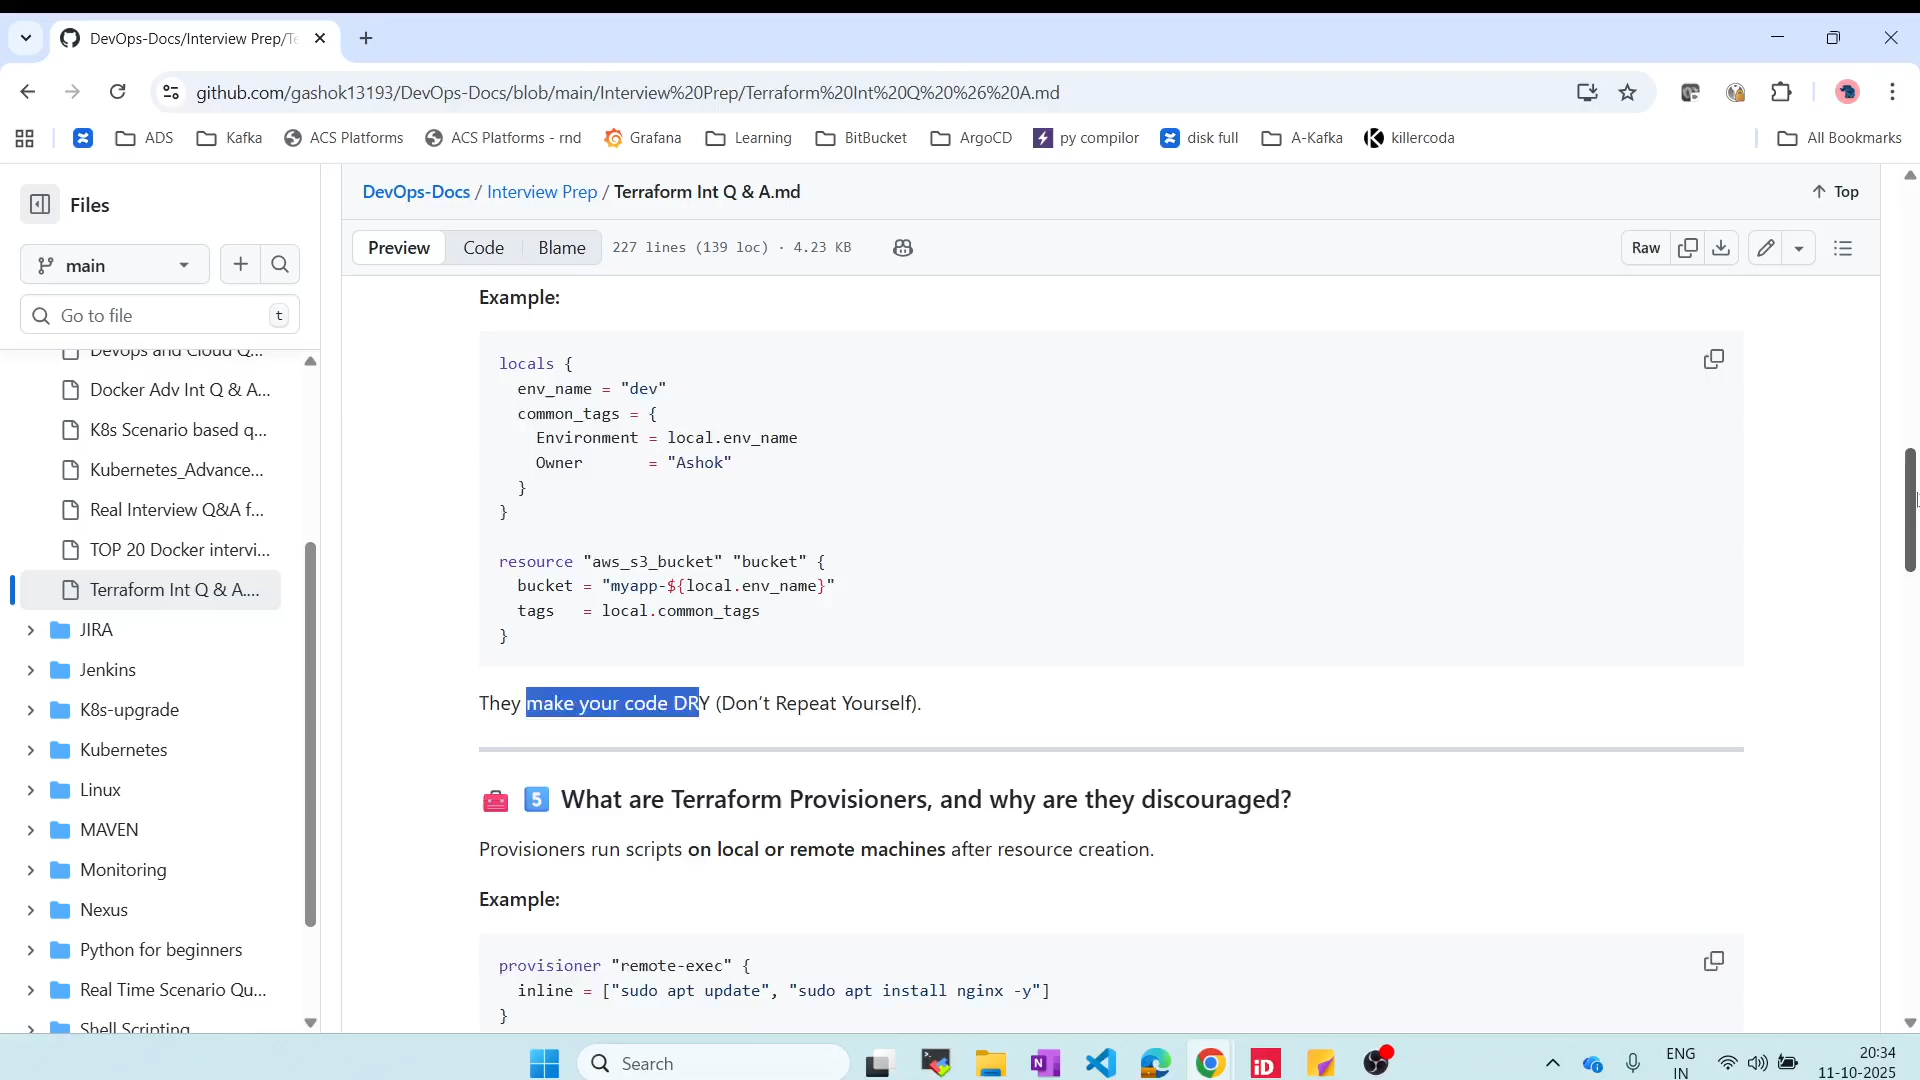 DevOps-Docs/Interview Prep/Te
github.com/gashok13193/DevOps-Docs/blob/main/Interview%20Prep/Terraform%20Int%20Q%20%26%20A.md
ADS
Kafka
ACS Platforms
ACS Platforms - rnd
Grafana
Learning
BitBucket
ArgoCD
py compilor
disk full
A-Kafka
killercoda
All Bookmarks
Files
main
Go to file
t
Devops and Cloud Q...
Docker Adv Int Q & A...
K8s Scenario based q...
Kubernetes_Advance...
Real Interview Q&A f...
TOP 20 Docker intervi...
Terraform Int Q & A....
JIRA
Jenkins
K8s-upgrade
Kubernetes
Linux
MAVEN
Monitoring
Nexus
Python for beginners
Real Time Scenario Qu...
Shell Scripting
DevOps-Docs / Interview Prep / Terraform Int Q & A.md
Top
Preview
Code
Blame
227 lines (139 loc) · 4.23 KB
Raw
Example:
locals {
env_name = "dev"
common_tags = {
Environment = local.env_name
Owner = "Ashok"
}
}
resource "aws_s3_bucket" "bucket" {
bucket = "myapp-${local.env_name}"
tags = local.common_tags
}
They make your code DRY (Don’t Repeat Yourself).
5 What are Terraform Provisioners, and why are they discouraged?
Provisioners run scripts on local or remote machines after resource creation.
Example:
provisioner "remote-exec" {
inline = ["sudo apt update", "sudo apt install nginx -y"]
}
Search
ENG
IN
20:34
11-10-2025